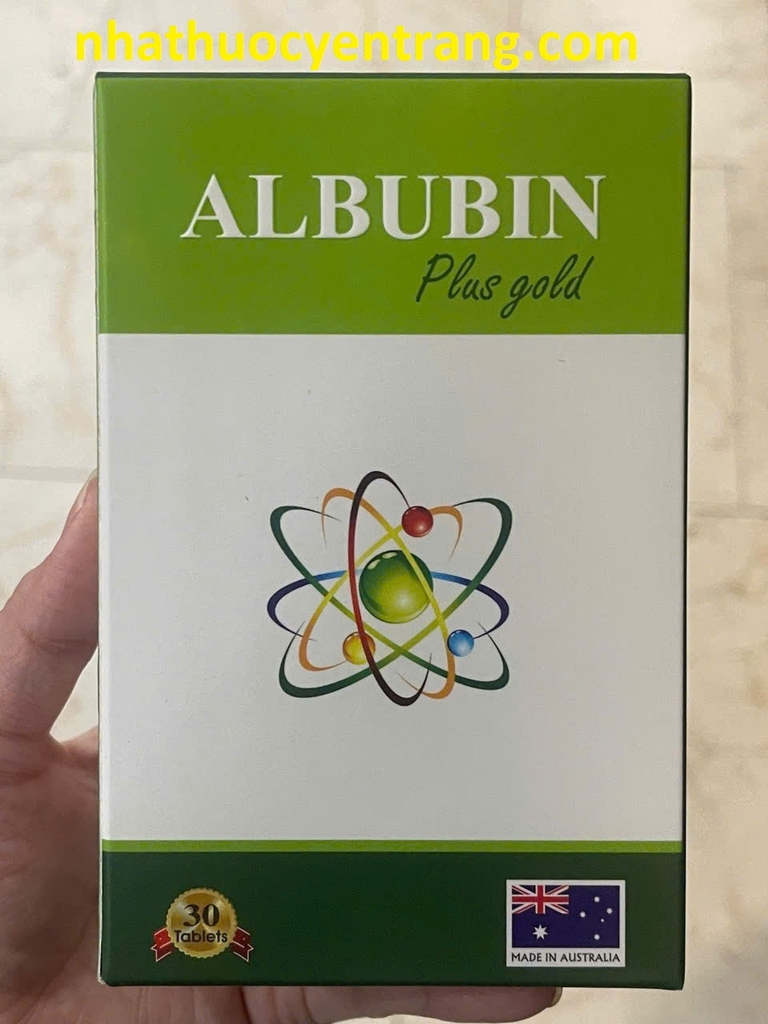 nhathuocyentrang.com
ALBUBIN
Plus gold
30
Tablets
MADE IN AUSTRALIA